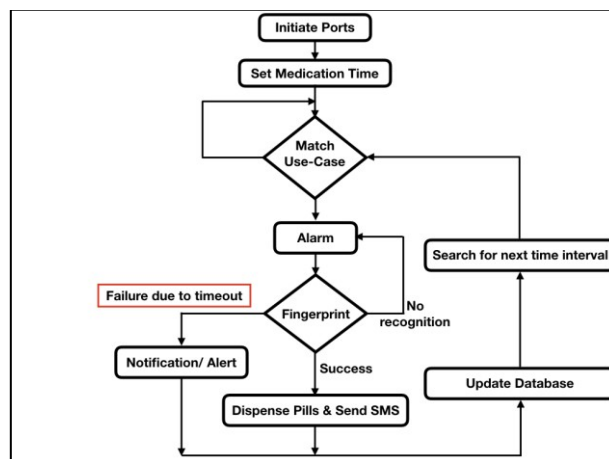 Initiate Ports
Set Medication Time
Match
Use-Case
Alarm
Search for next time interval
Failure due to timeout
Fingerprint
No
recognition
Notification/ Alert
Success
Update Database
Dispense Pills & Send SMS